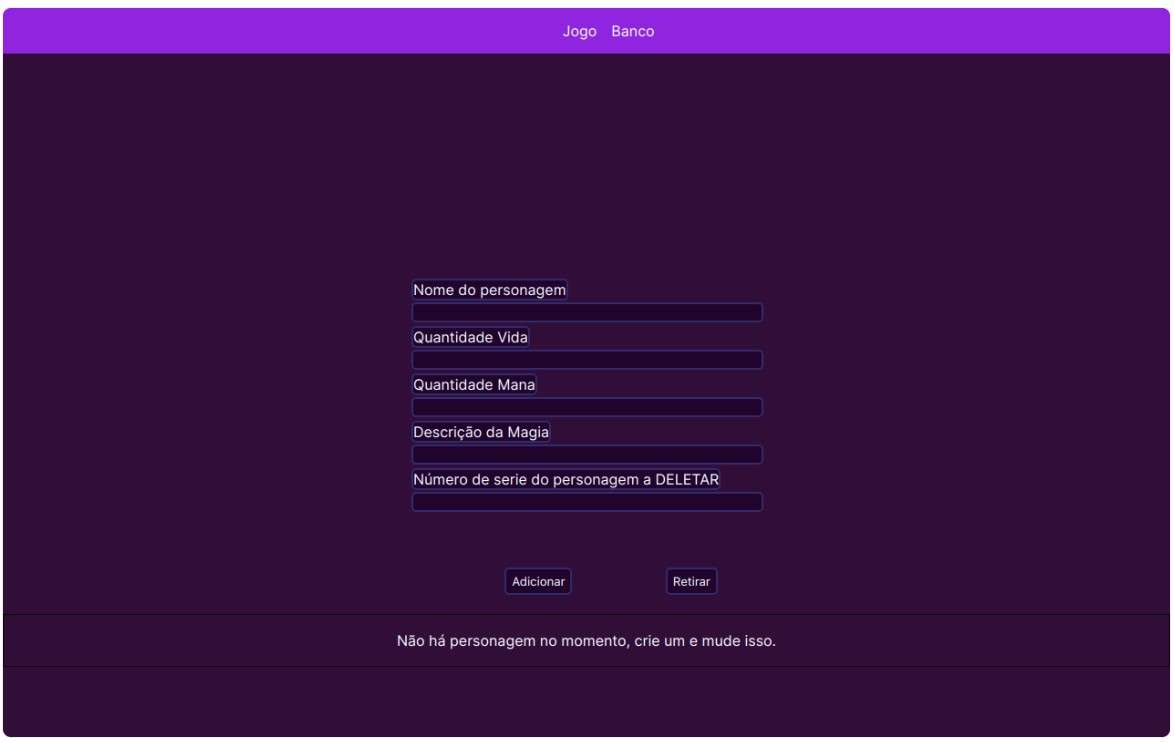 Jogo Banco
Nome do personagem
Quantidade Vida
Quantidade Mana
Descrição da Magia
Número de serie do personagem a DELETAR
Adicionar Retirar
Não há personagem no momento, crie um e mude isso.